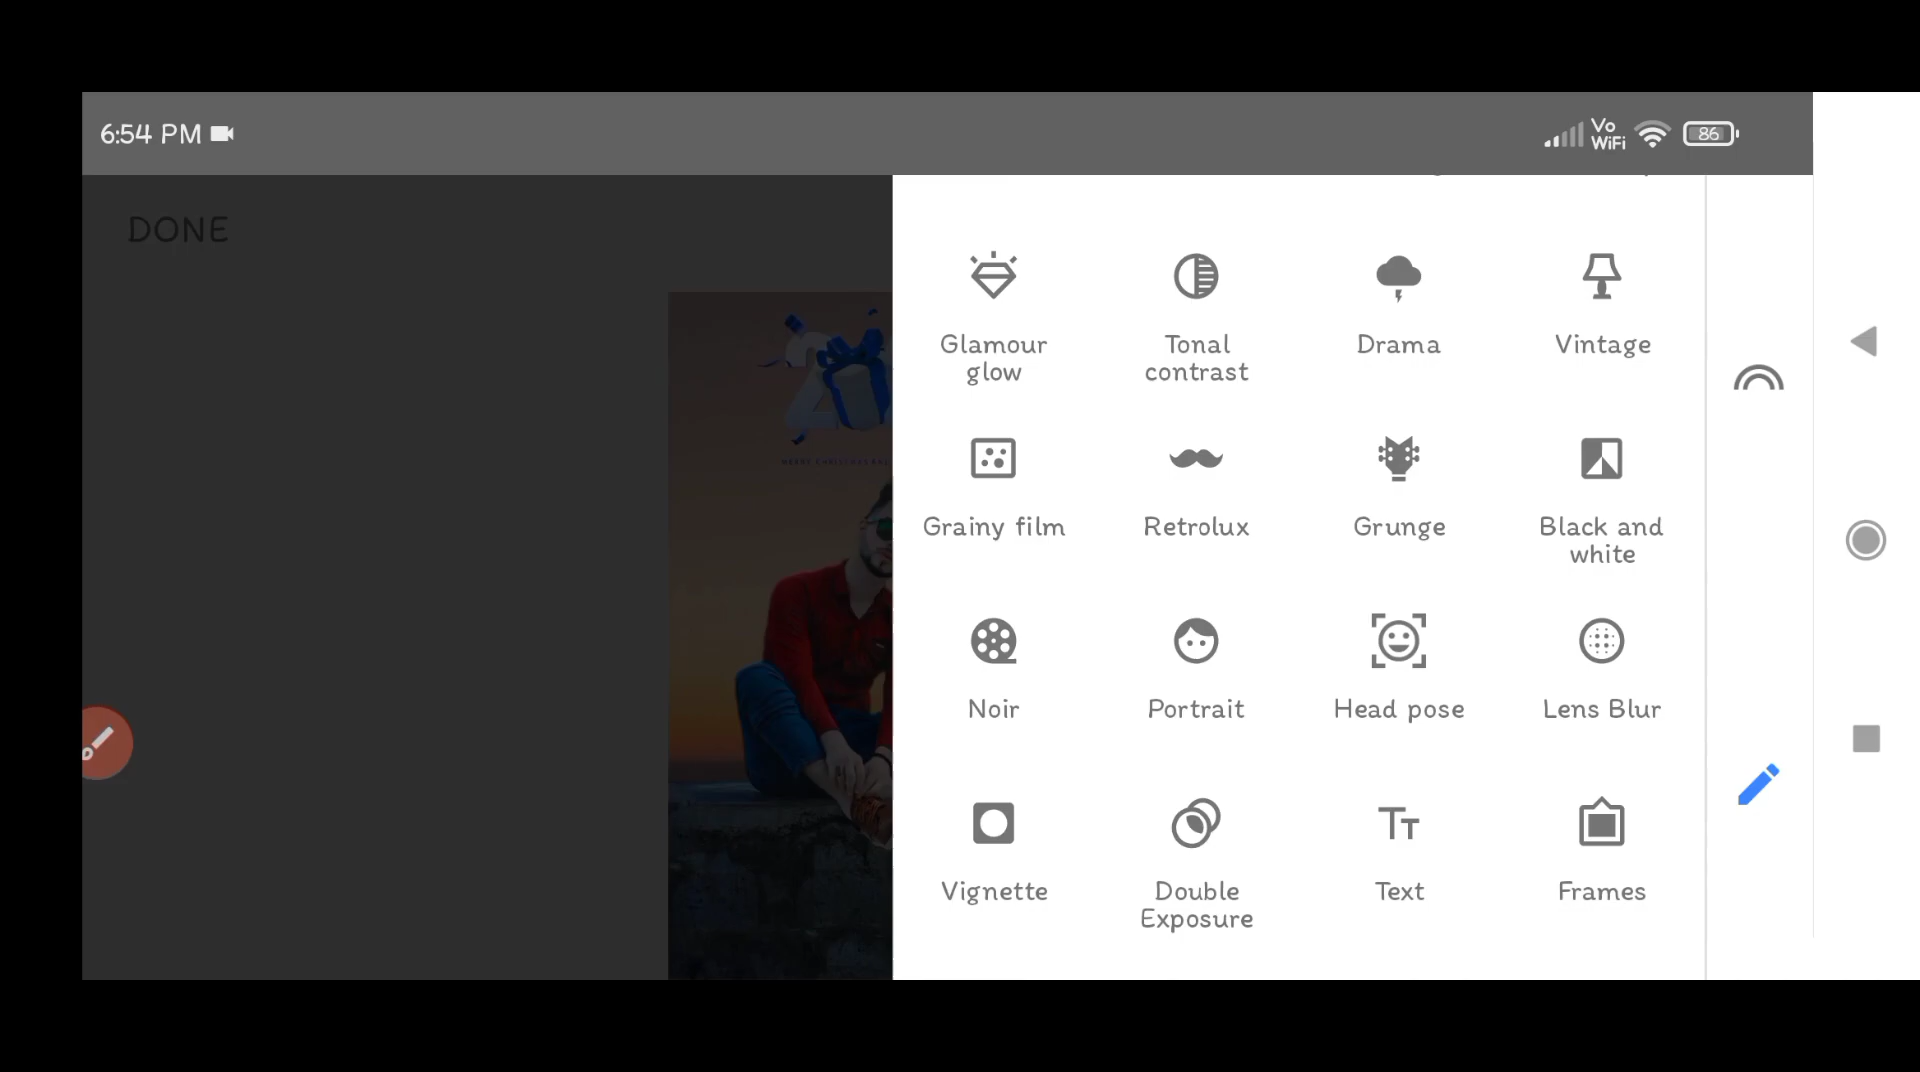 6:54 PM
Vo
WiFi
86
DONE
Glamour
glow
Tonal
contrast
Drama
Vintage
Grainy film
Retrolux
Grunge
Black and
white
Noir
Portrait
Head pose
Lens Blur
Vignette
Double
Exposure
Text
Frames